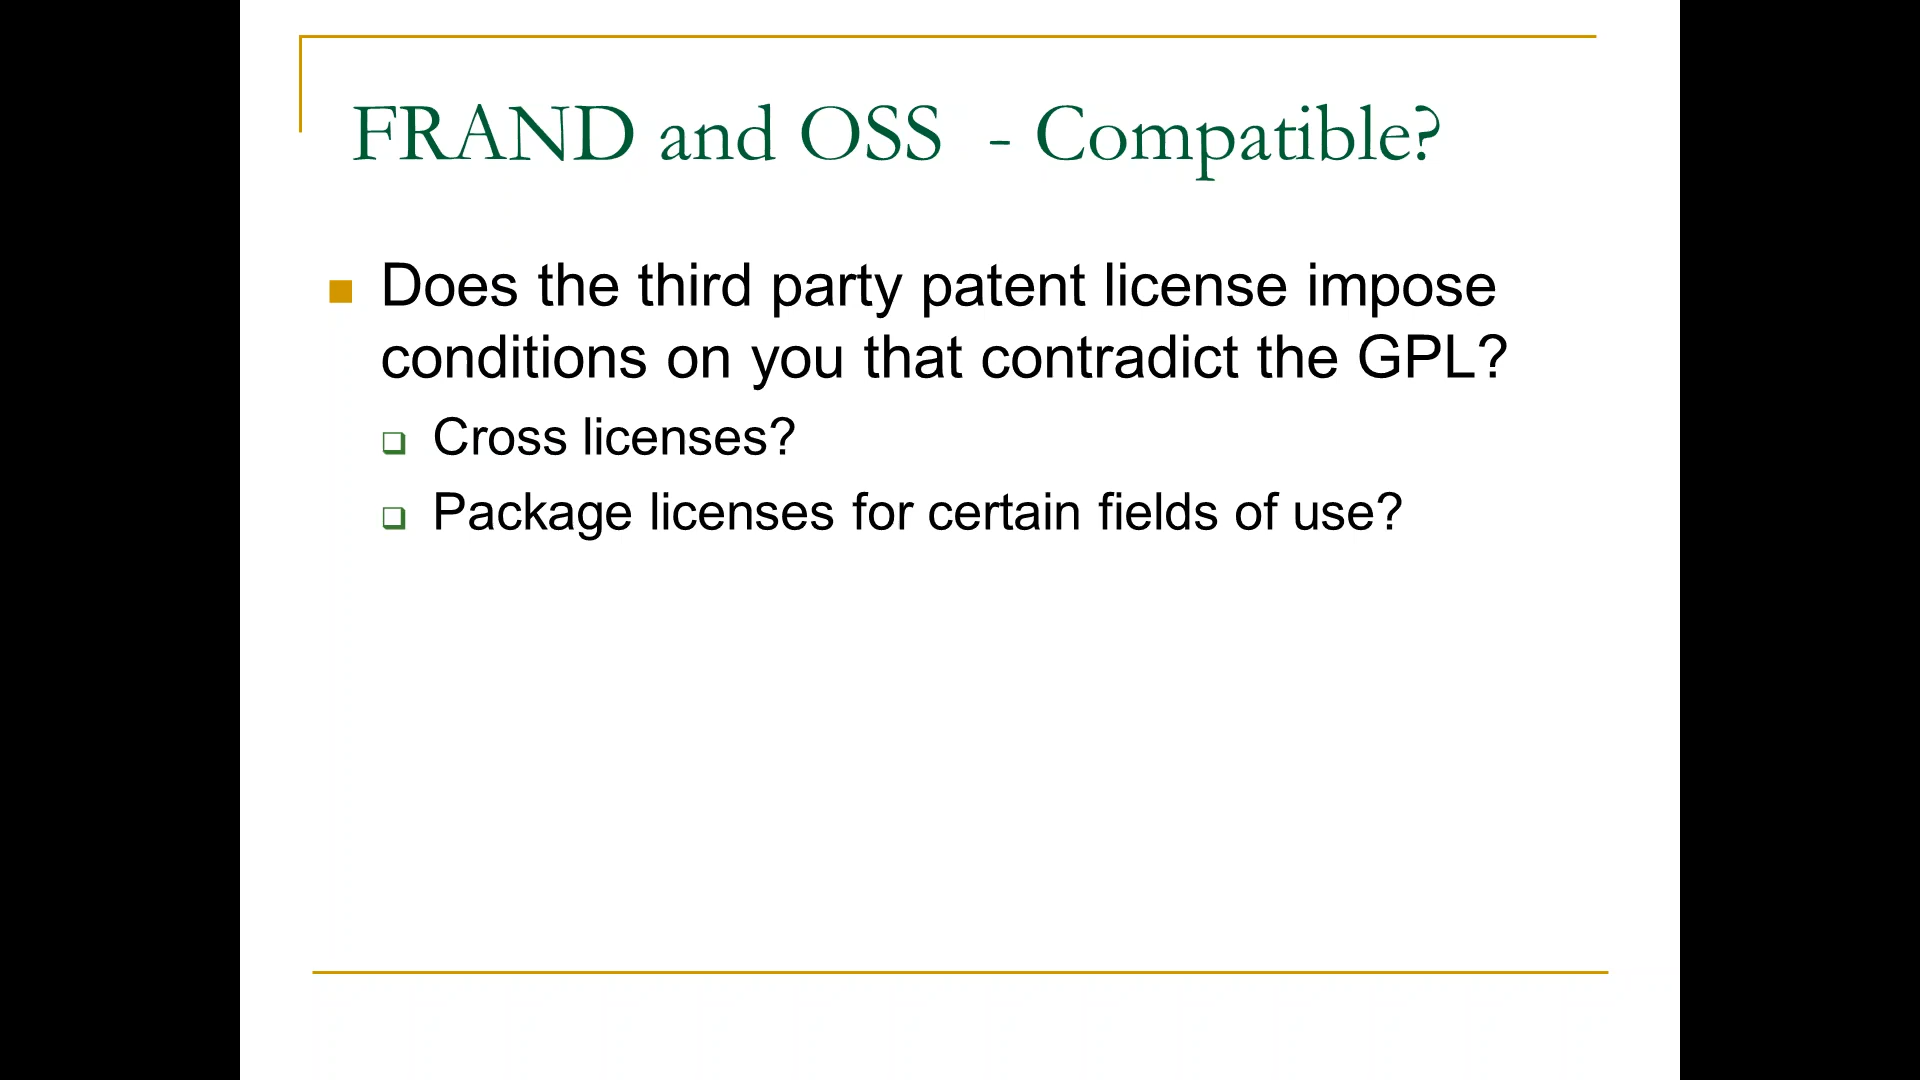 FRAND and OSS - Compatible?
Does the third party patent license impose
conditions on you that contradict the GPL?
Cross licenses?
Package licenses for certain fields of use?